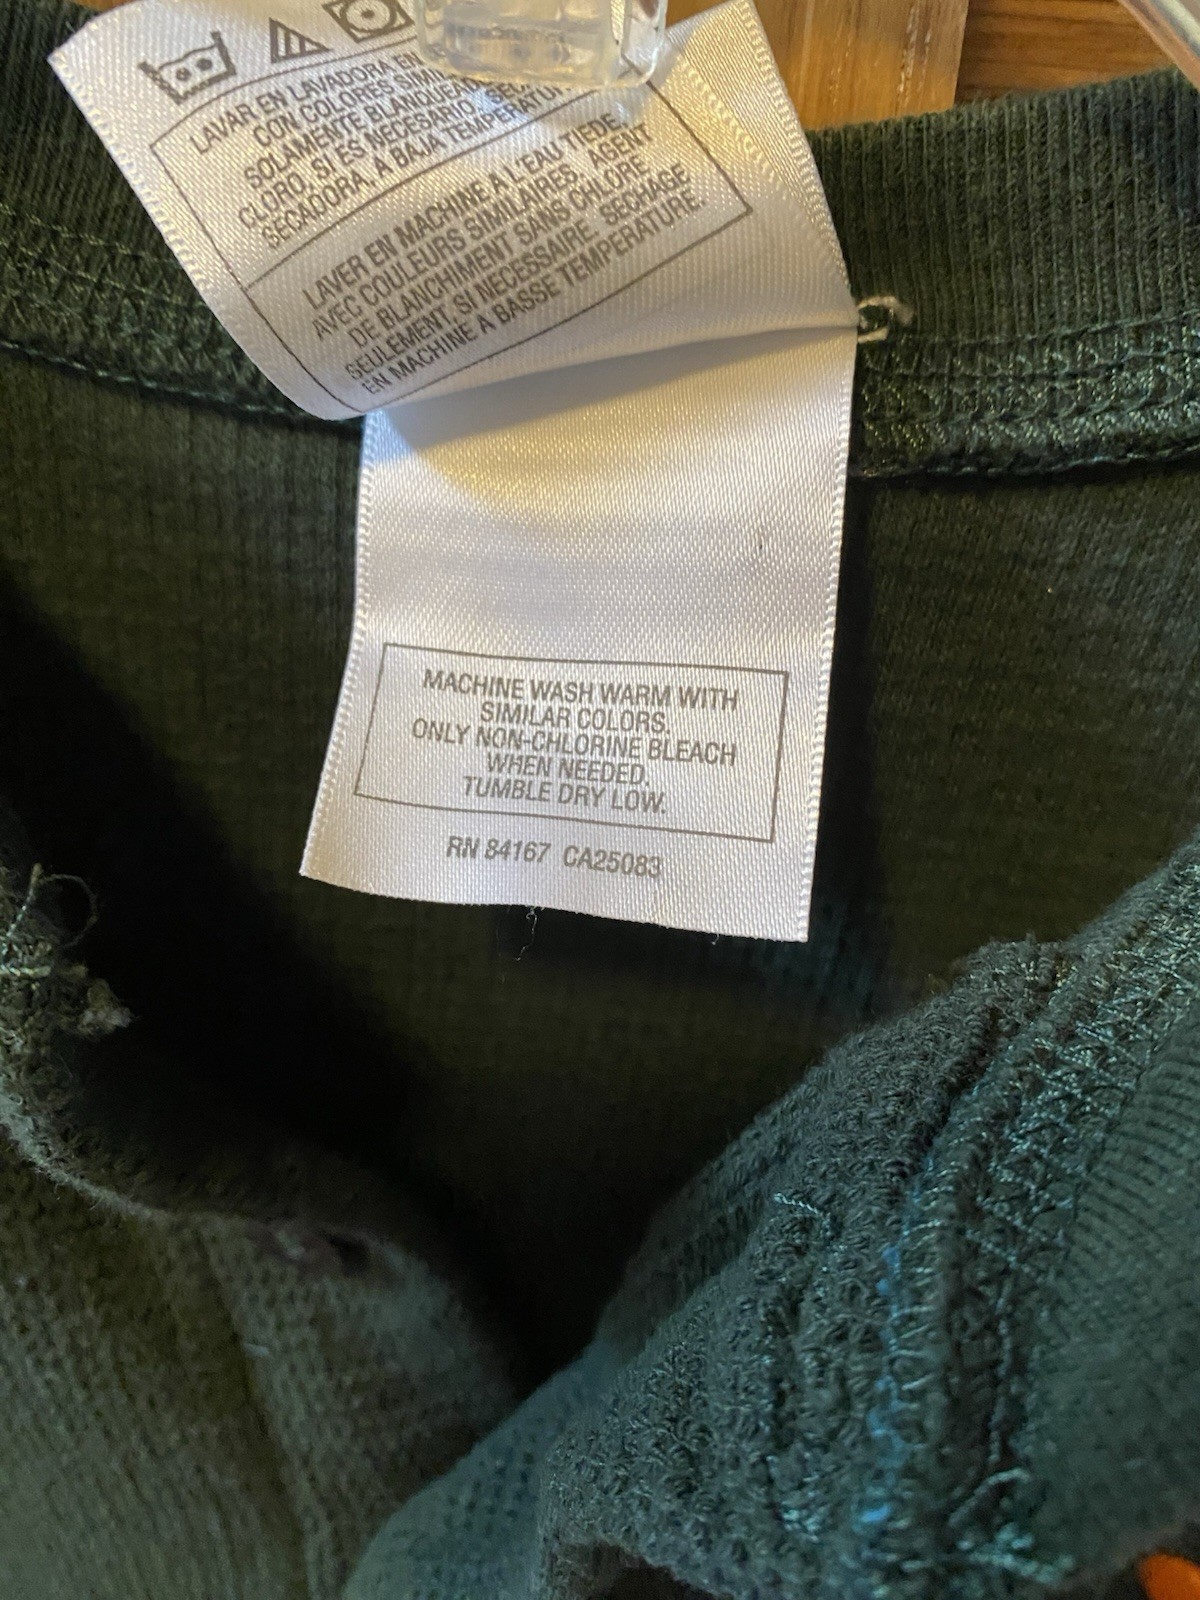 LAVAR EN LAVADORA EN
CON COLORES
SOLAMENTE
CLORO, SI ES NECESARIO.
SECADORA, A BAJA
LAVER EN MACHINE A L'EAU TIEDE
AVEC COULEURS SIMILAIRES. AGENT
DE BLANCHIMENT SANS CHLORE
SEULEMENT, SI NECESSAIRE. SECHAGE
EN MACHINE A BASSE TEMPERATURE.
MACHINE WASH WARM WITH
SIMILAR COLORS.
ONLY NON-CHLORINE BLEACH
WHEN NEEDED.
TUMBLE DRY LOW.
RN 84167 CA25083